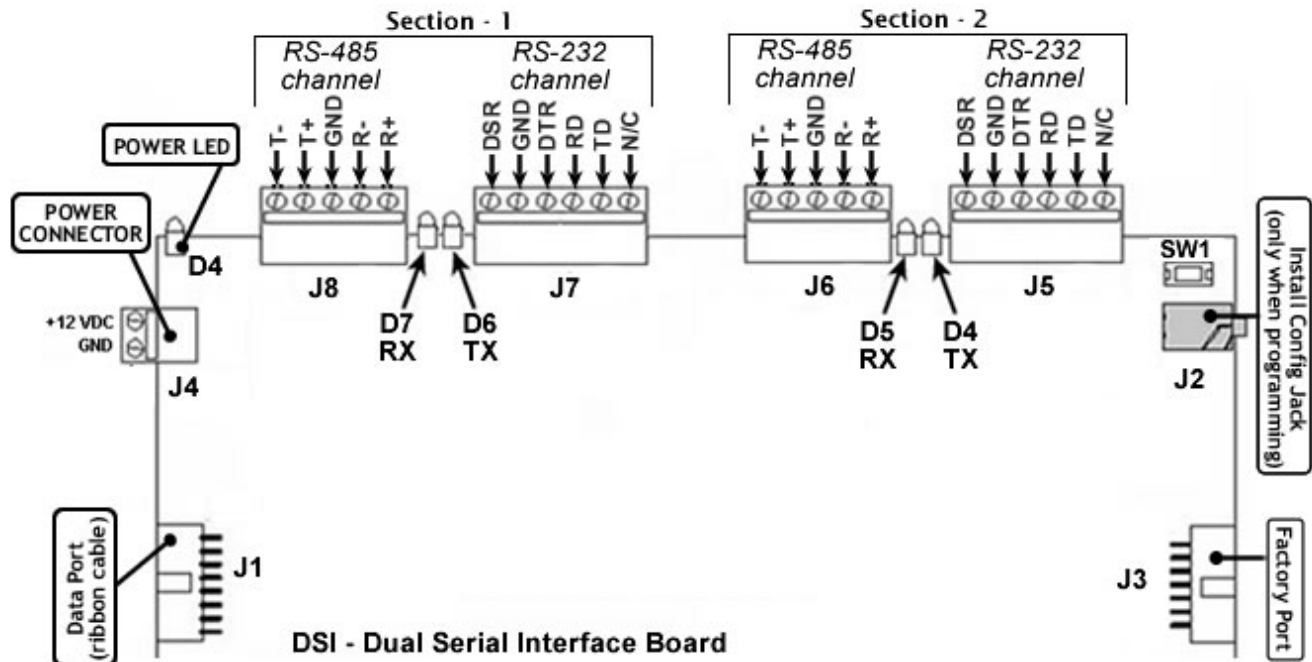 Section - 1
Section - 2
RS-485
channel
RS-232
channel
RS-485
channel
RS-232
channel
T-
T+
GND
R-
R+
DSR
GND
DTR
RD
TD
N/C
T-
T+
GND
R-
R+
DSR
GND
DTR
RD
TD
N/C
POWER LED
POWER
CONNECTOR
D4
J8
J7
J6
J5
SW1
Install Config Jack
(only when programming)
+12 VDC
GND
J4
D7
RX
D6
TX
D5
RX
D4
TX
J2
Data Port
(ribbon cable)
J1
J3
Factory Port
DSI - Dual Serial Interface Board